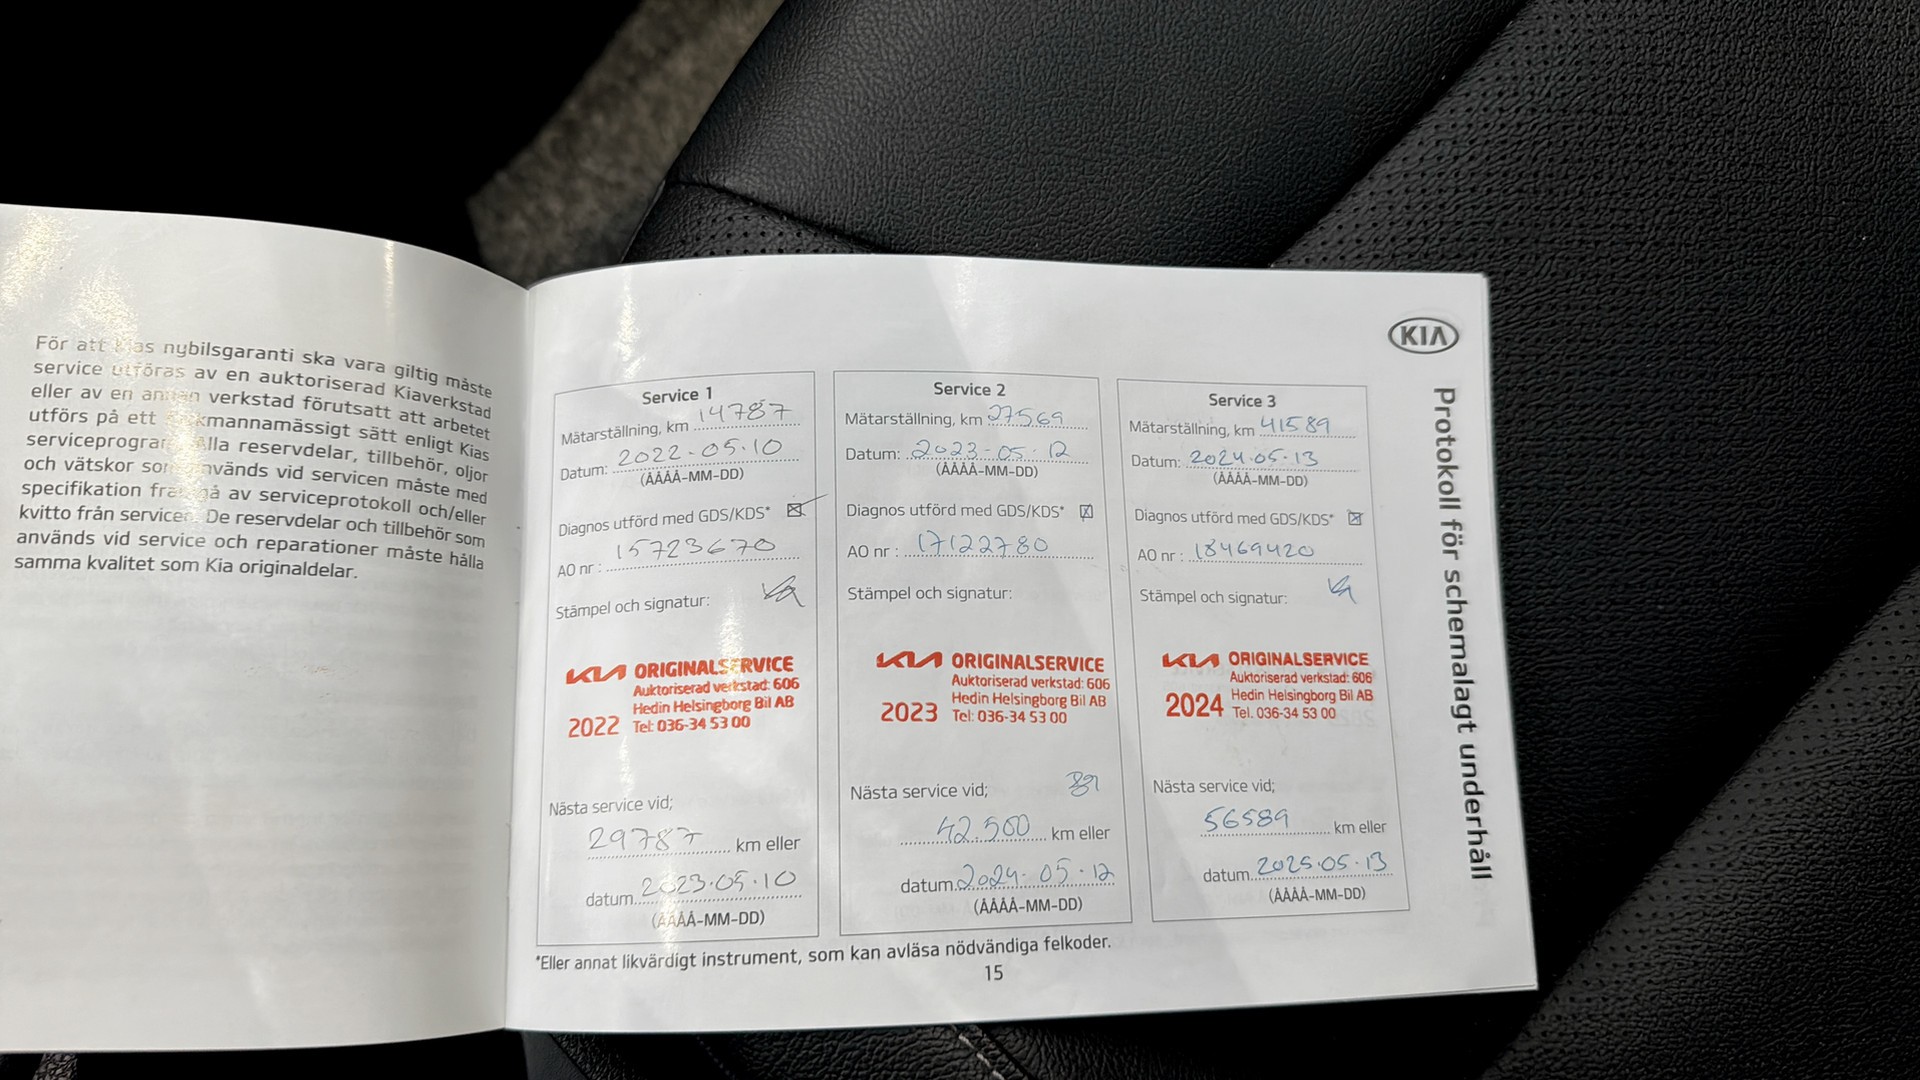 För att Kias nybilsgaranti ska vara giltig måste
service utföras av en auktoriserad Kiaverkstad
eller av en annan verkstad förutsatt att arbetet
utförs på ett fackmannamässigt sätt enligt Kias
serviceprogram. Alla reservdelar, tillbehör, oljor
och vätskor som används vid servicen måste med
specifikation framgå av serviceprotokoll och/eller
kvitto från servicen. De reservdelar och tillbehör som
används vid service och reparationer måste hålla
samma kvalitet som Kia originaldelar.
KIA
Protokoll för schemalagt underhåll
Service 1
Mätarställning, km 14787
Datum: 2022-05-10
(ÅÅÅÅ-MM-DD)
Diagnos utförd med GDS/KDS*
AO nr : 15723670
Stämpel och signatur:
KIA ORIGINALSERVICE
Auktoriserad verkstad: 606
Hedin Helsingborg Bil AB
2022 Tel: 036-34 53 00
Nästa service vid;
29787 km eller
datum 2023-05-10
(ÅÅÅÅ-MM-DD)
Service 2
Mätarställning, km 27569
Datum: 2023-05-12
(ÅÅÅÅ-MM-DD)
Diagnos utförd med GDS/KDS*
AO nr : 17122780
Stämpel och signatur:
KIA ORIGINALSERVICE
Auktoriserad verkstad: 606
Hedin Helsingborg Bil AB
2023 Tel: 036-34 53 00
Nästa service vid;
42.500 km eller
datum 2024-05-12
(ÅÅÅÅ-MM-DD)
Service 3
Mätarställning, km 41589
Datum: 2024-05-13
(ÅÅÅÅ-MM-DD)
Diagnos utförd med GDS/KDS*
AO nr : 18469420
Stämpel och signatur:
KIA ORIGINALSERVICE
Auktoriserad verkstad: 606
Hedin Helsingborg Bil AB
2024 Tel. 036-34 53 00
Nästa service vid;
56589 km eller
datum 2025-05-13
(ÅÅÅÅ-MM-DD)
*Eller annat likvärdigt instrument, som kan avläsa nödvändiga felkoder.
15